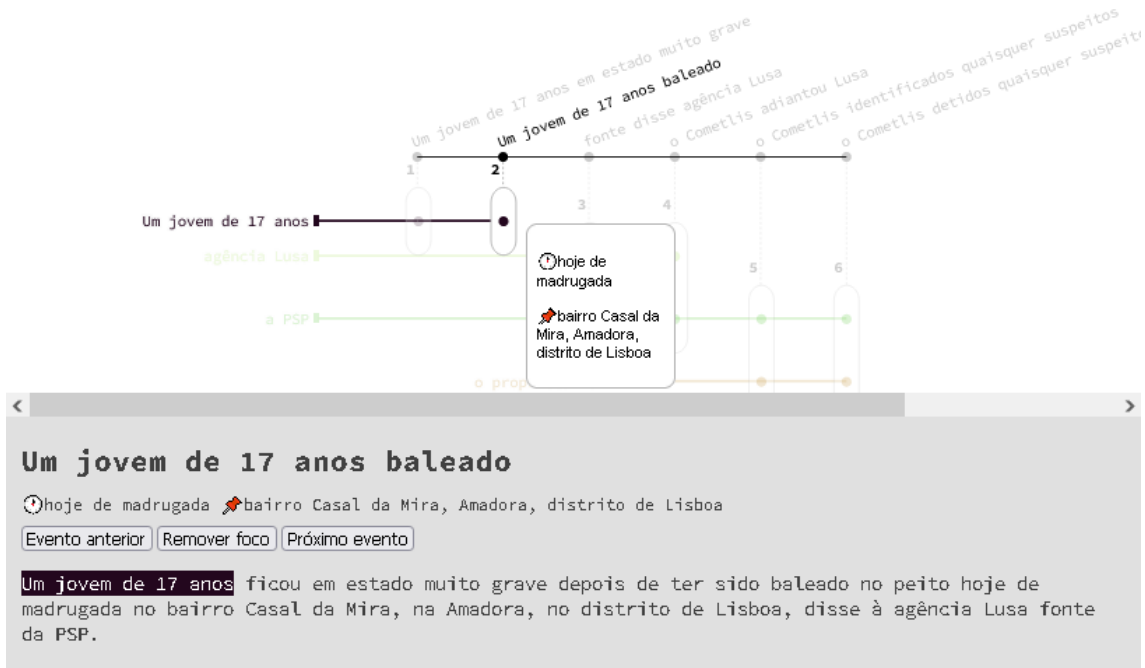 Um jovem de 17 anos em estado muito grave
Um jovem de 17 anos baleado
fonte disse agência Lusa
o Cometlis adiantou Lusa
o Cometlis identificados quaisquer suspeitos
o Cometlis detidos quaisquer
1
2
3
4
5
6
Um jovem de 17 anos
agência Lusa
a PSP
o prop
hoje de
madrugada
bairro Casal da
Mira, Amadora,
distrito de Lisboa
Um jovem de 17 anos baleado
hoje de madrugada bairro Casal da Mira, Amadora, distrito de Lisboa
Evento anterior Remover foco Próximo evento
Um jovem de 17 anos ficou em estado muito grave depois de ter sido baleado no peito hoje de
madrugada no bairro Casal da Mira, na Amadora, no distrito de Lisboa, disse à agência Lusa fonte
da PSP.